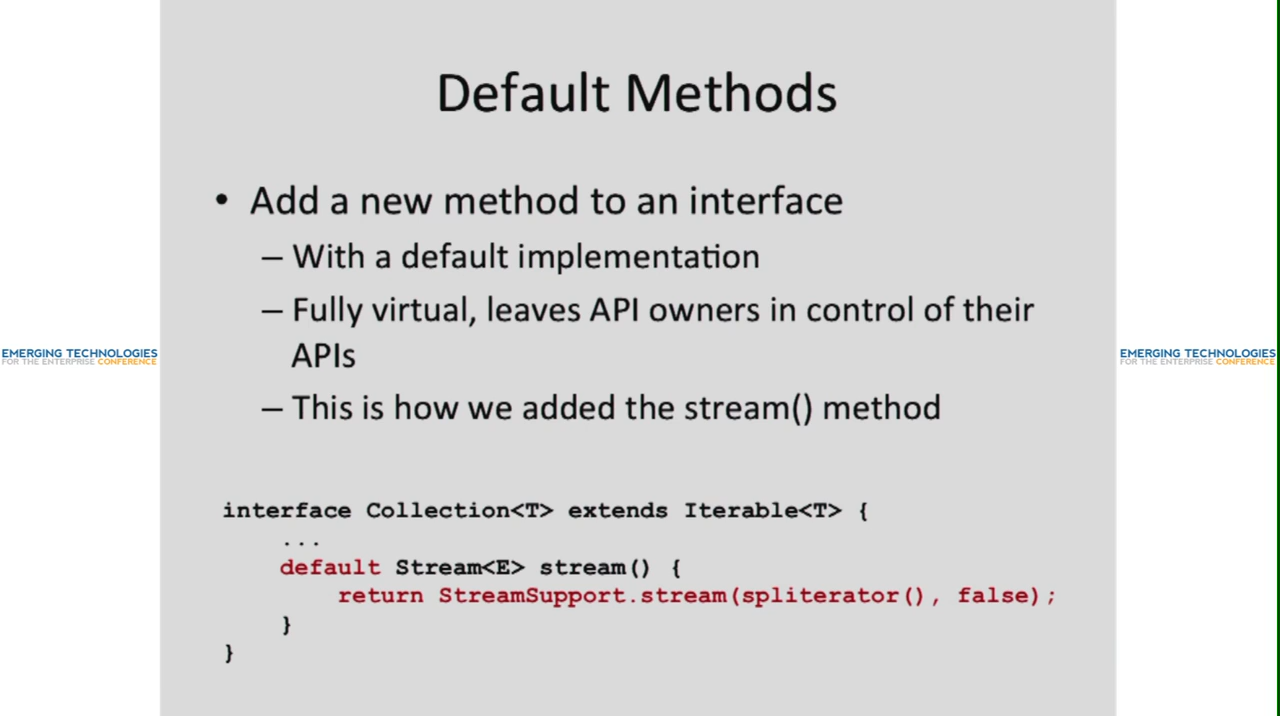 Default Methods
• Add a new method to an interface
– With a default implementation
– Fully virtual, leaves API owners in control of their
APIs
– This is how we added the stream() method
EMERGING TECHNOLOGIES
FOR THE ENTERPRISE CONFERENCE
EMERGING TECHNOLOGIES
FOR THE ENTERPRISE CONFERENCE
interface Collection<T> extends Iterable<T> {
...
default Stream<E> stream() {
return StreamSupport.stream(spliterator(), false);
}
}